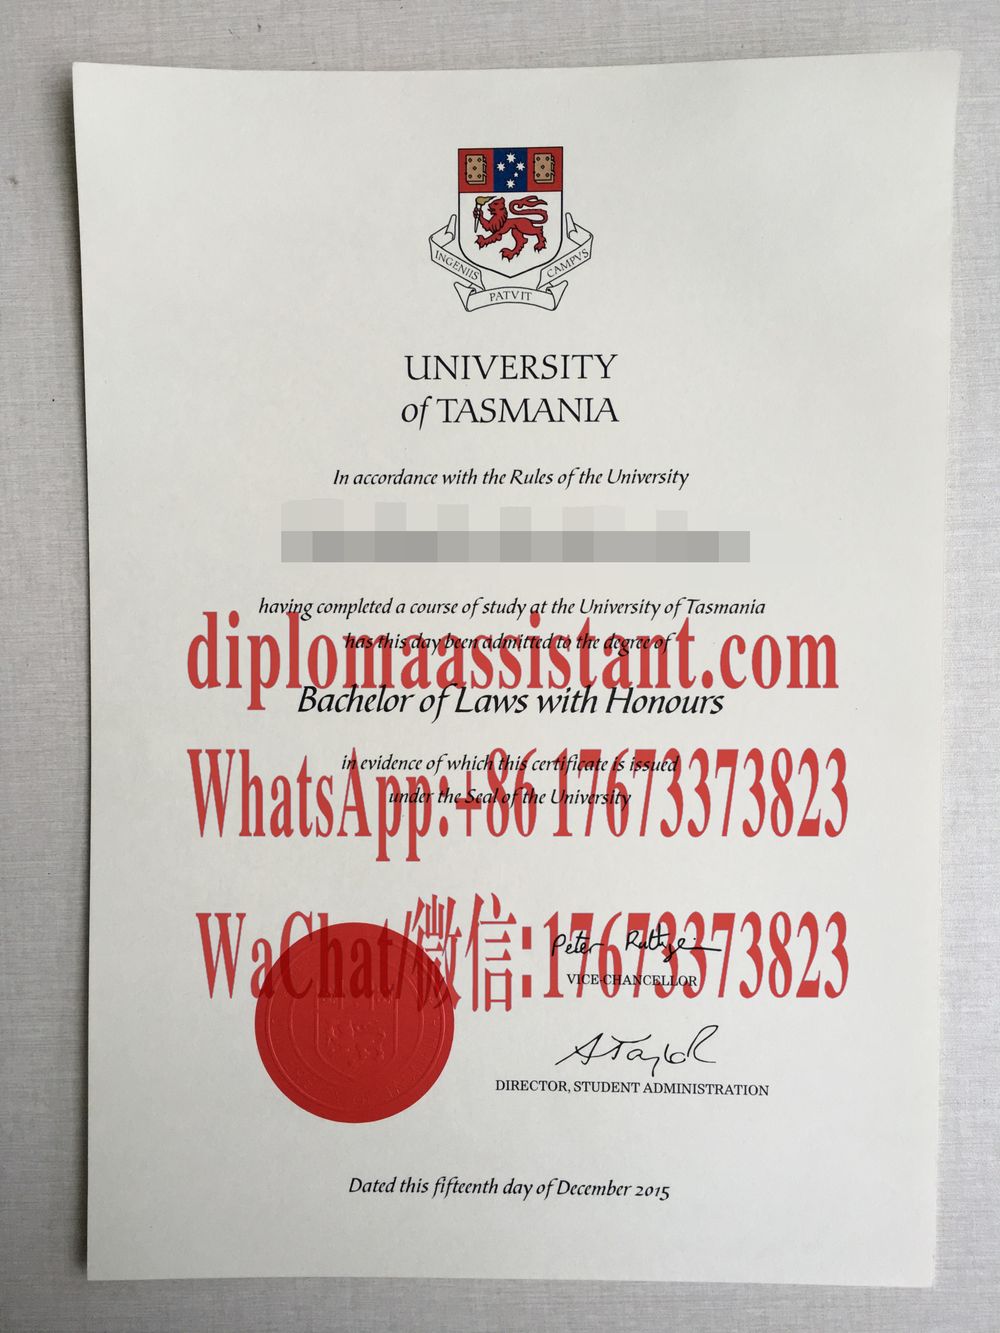 INGENIIS PATVIT CAMPVS
UNIVERSITY
of TASMANIA
In accordance with the Rules of the University
having completed a course of study at the University of Tasmania
has this day been admitted to the degree of
diplomaassistant.com
Bachelor of Laws with Honours
in evidence of which this certificate is issued
WhatsApp:+86 17673373823
under the Seal of the University
WaChat/微信:17673373823
Peter Rathjen
VICE-CHANCELLOR
ATaylor
DIRECTOR, STUDENT ADMINISTRATION
Dated this fifteenth day of December 2015